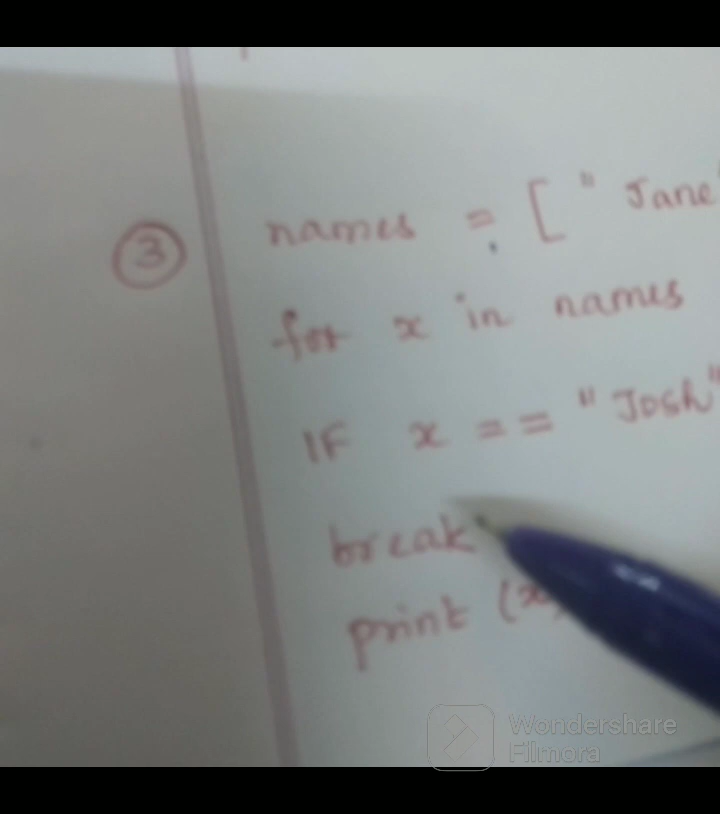 ③ names = [ "Jane"
for x in names
IF x == "Josh"
break
print (x)
Wondershare
Filmora